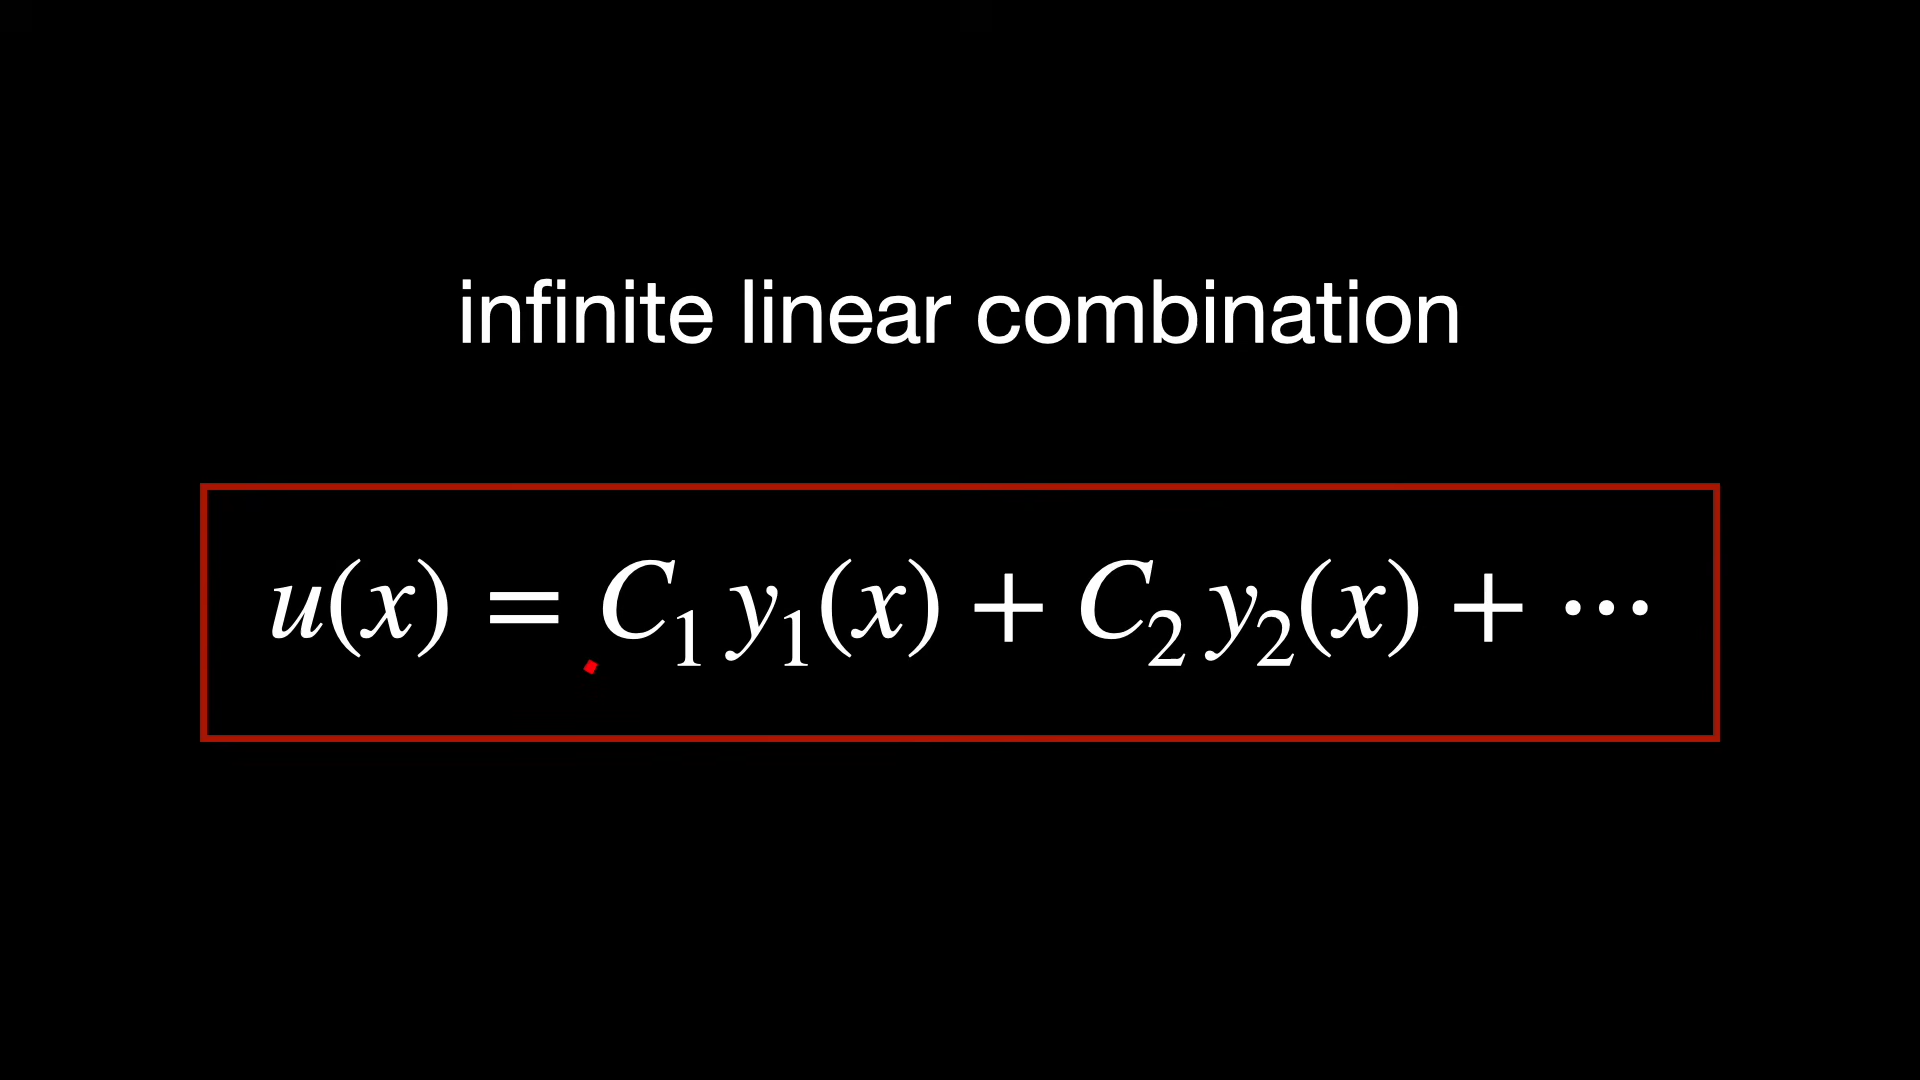 infinite linear combination
u(x) = C₁ y₁(x) + C₂ y₂(x) + ⋯